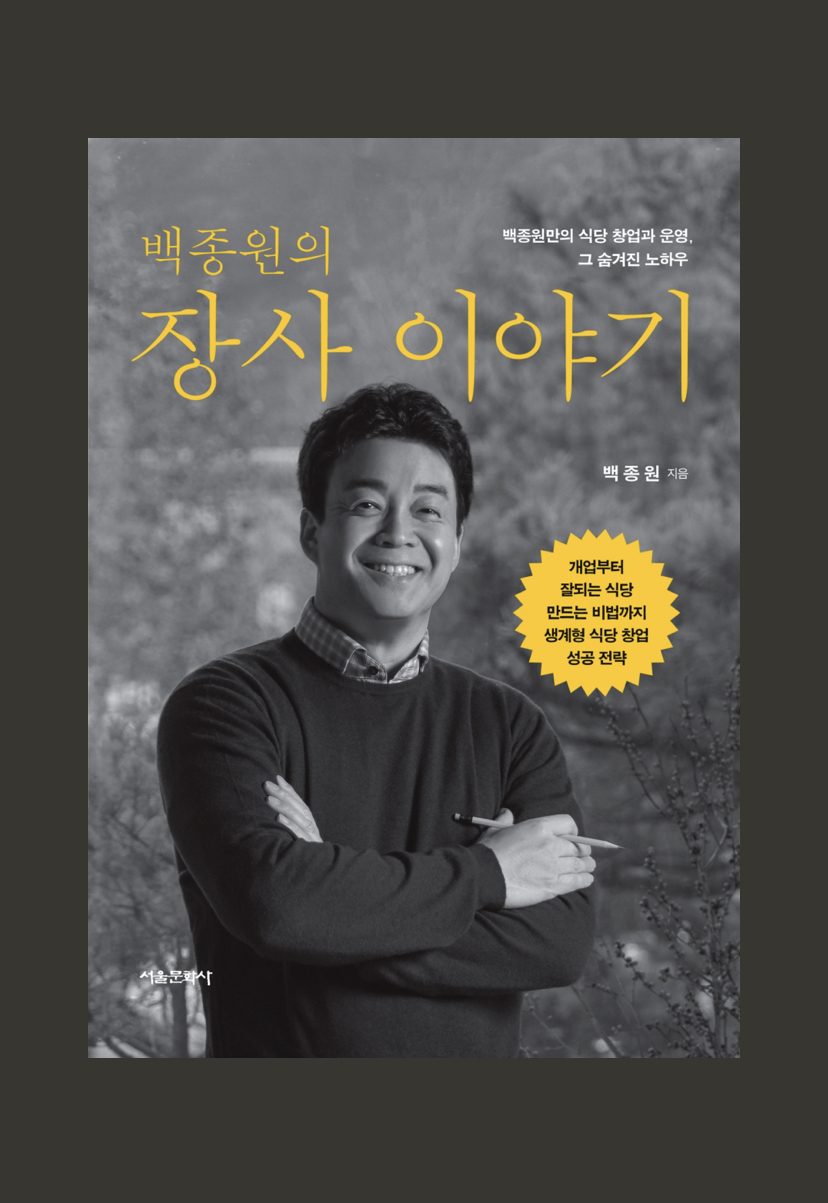 백종원의
백종원만의 식당 창업과 운영,
그 숨겨진 노하우
장사 이야기
백종원 지음
개업부터
잘되는 식당
만드는 비법까지
생계형 식당 창업
성공 전략
서울문화사